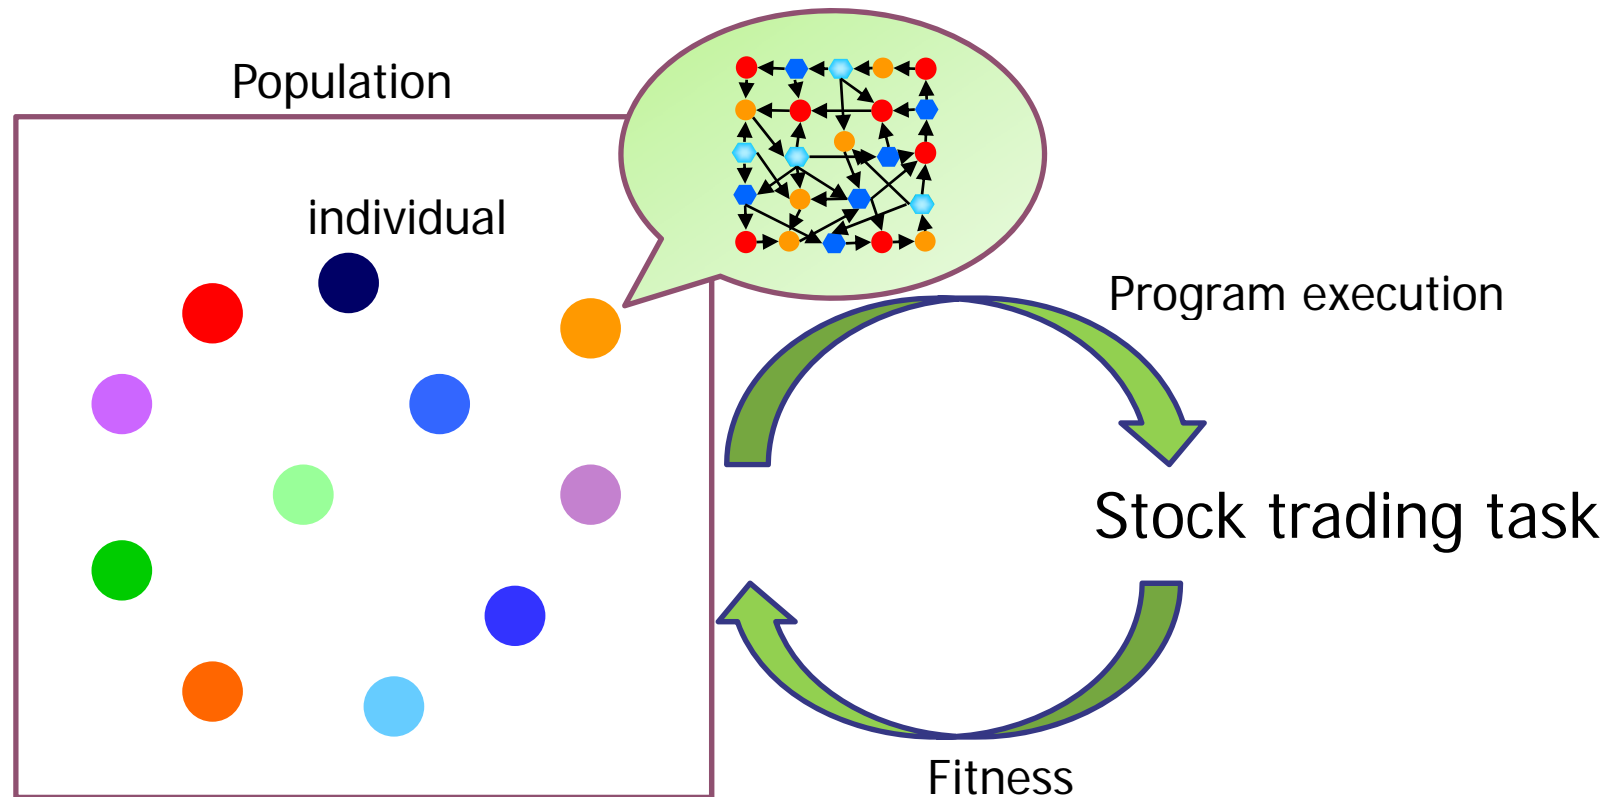 Population
individual
Program execution
Stock trading task
Fitness